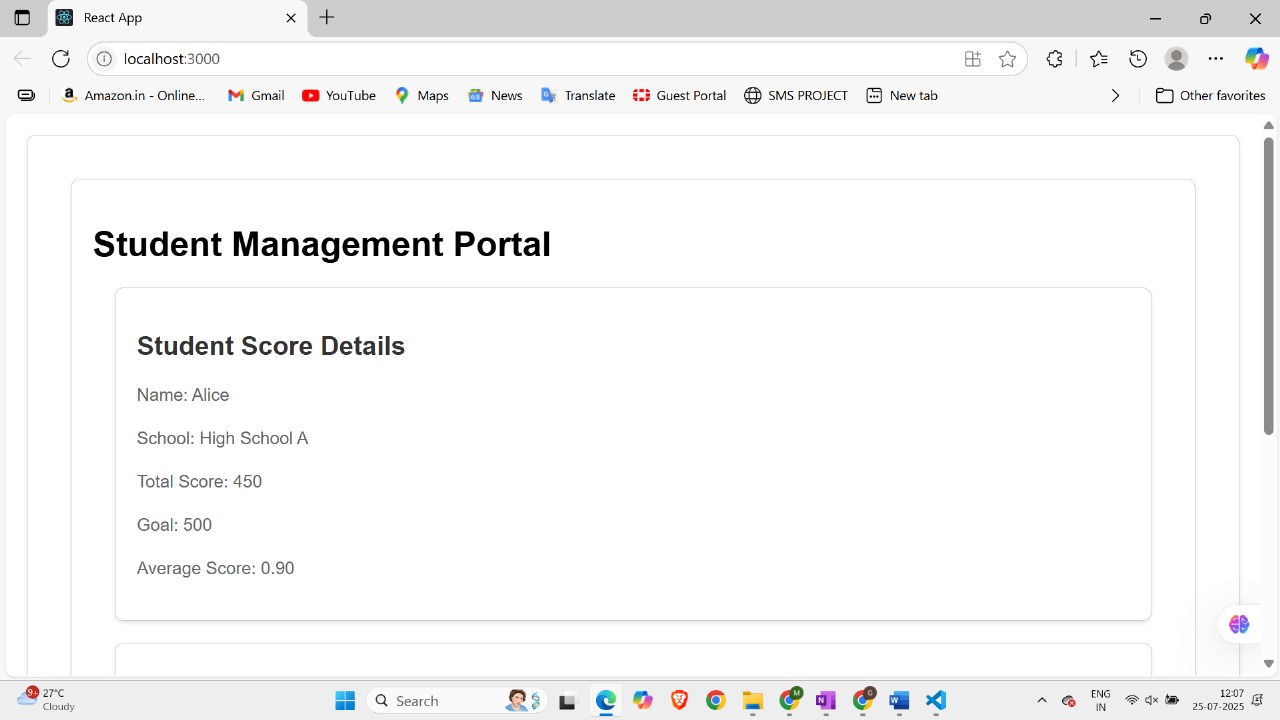 React App
localhost:3000
Amazon.in - Online...
Gmail
YouTube
Maps
News
Translate
Guest Portal
SMS PROJECT
New tab
Other favorites
Student Management Portal
Student Score Details
Name: Alice
School: High School A
Total Score: 450
Goal: 500
Average Score: 0.90
9+
27°C
Cloudy
Search
M
G
ENG
IN
12:07
25-07-2025